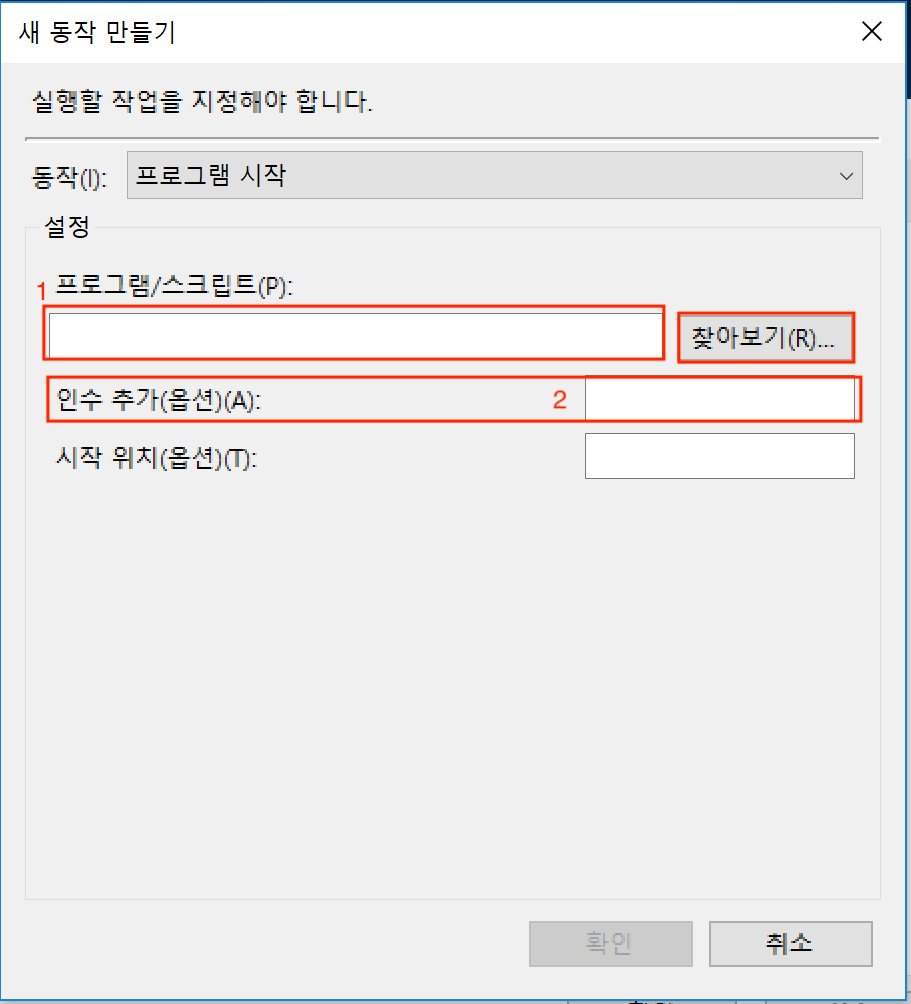 새 동작 만들기
실행할 작업을 지정해야 합니다.
동작(I): 프로그램 시작
설정
1 프로그램/스크립트(P):
찾아보기(R)...
인수 추가(옵션)(A): 2
시작 위치(옵션)(T):
확인 취소